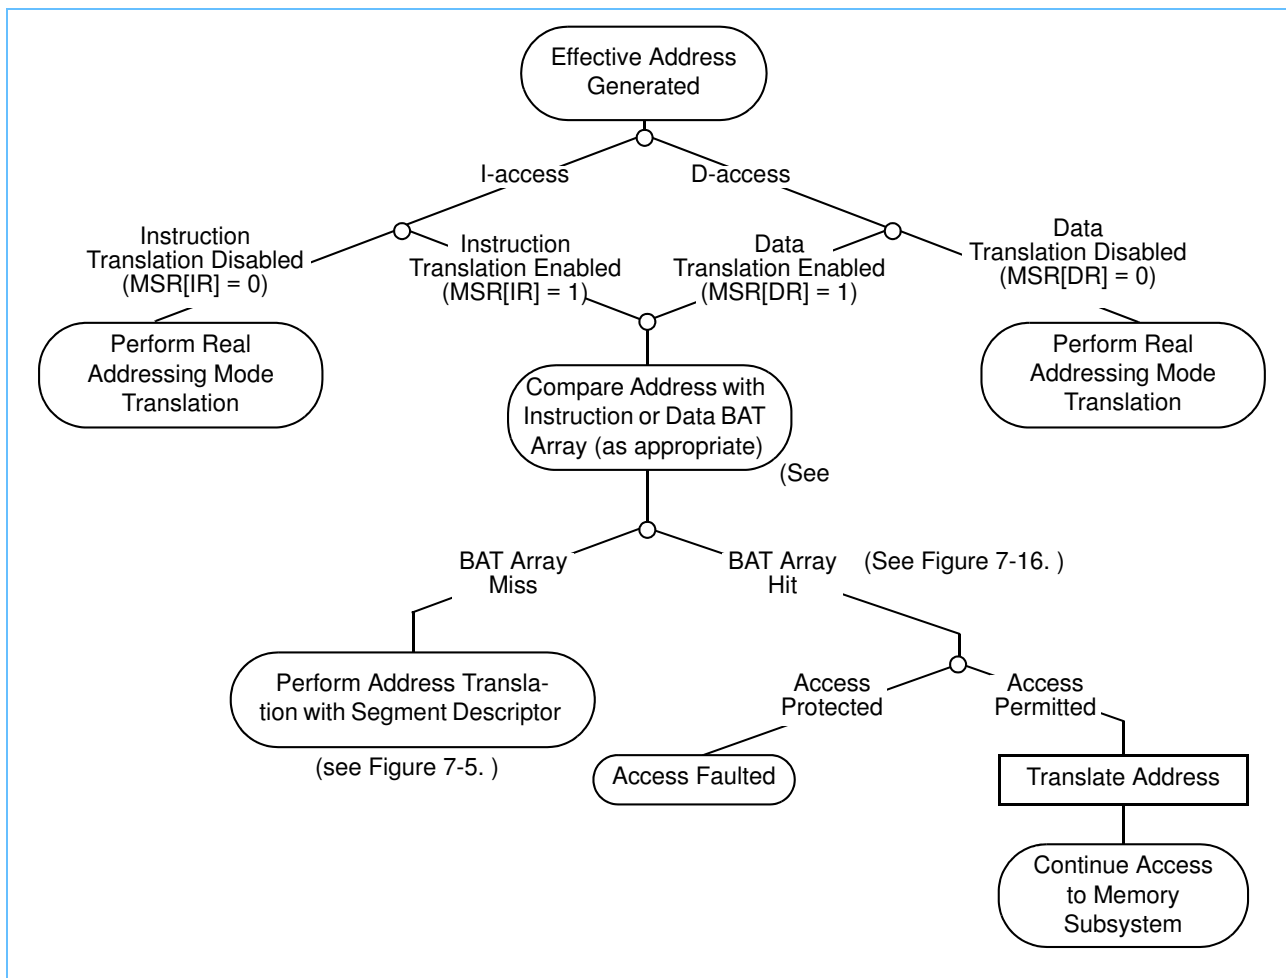 Effective Address
Generated
I-access
D-access
Instruction
Translation Disabled
(MSR[IR] = 0)
Instruction
Translation Enabled
(MSR[IR] = 1)
Data
Translation Enabled
(MSR[DR] = 1)
Data
Translation Disabled
(MSR[DR] = 0)
Perform Real
Addressing Mode
Translation
Compare Address with
Instruction or Data BAT
Array (as appropriate)
(See
Perform Real
Addressing Mode
Translation
BAT Array
Miss
BAT Array
Hit
(See Figure 7-16. )
Perform Address Transla-
tion with Segment Descriptor
(see Figure 7-5. )
Access
Protected
Access
Permitted
Access Faulted
Translate Address
Continue Access
to Memory
Subsystem